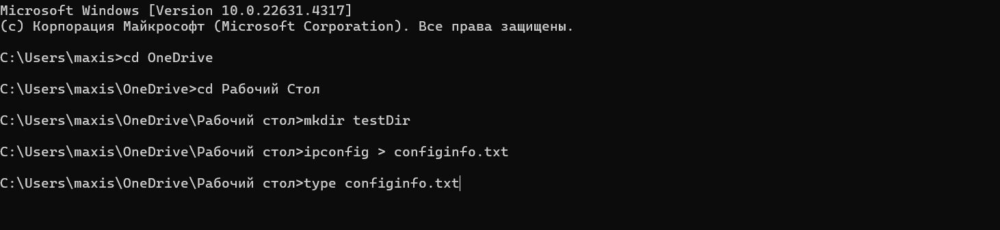 Microsoft Windows [Version 10.0.22631.4317]
(c) Корпорация Майкрософт (Microsoft Corporation). Все права защищены.
C:\Users\maxis>cd OneDrive
C:\Users\maxis\OneDrive>cd Рабочий Стол
C:\Users\maxis\OneDrive\Рабочий стол>mkdir testDir
C:\Users\maxis\OneDrive\Рабочий стол>ipconfig > configinfo.txt
C:\Users\maxis\OneDrive\Рабочий стол>type configinfo.txt